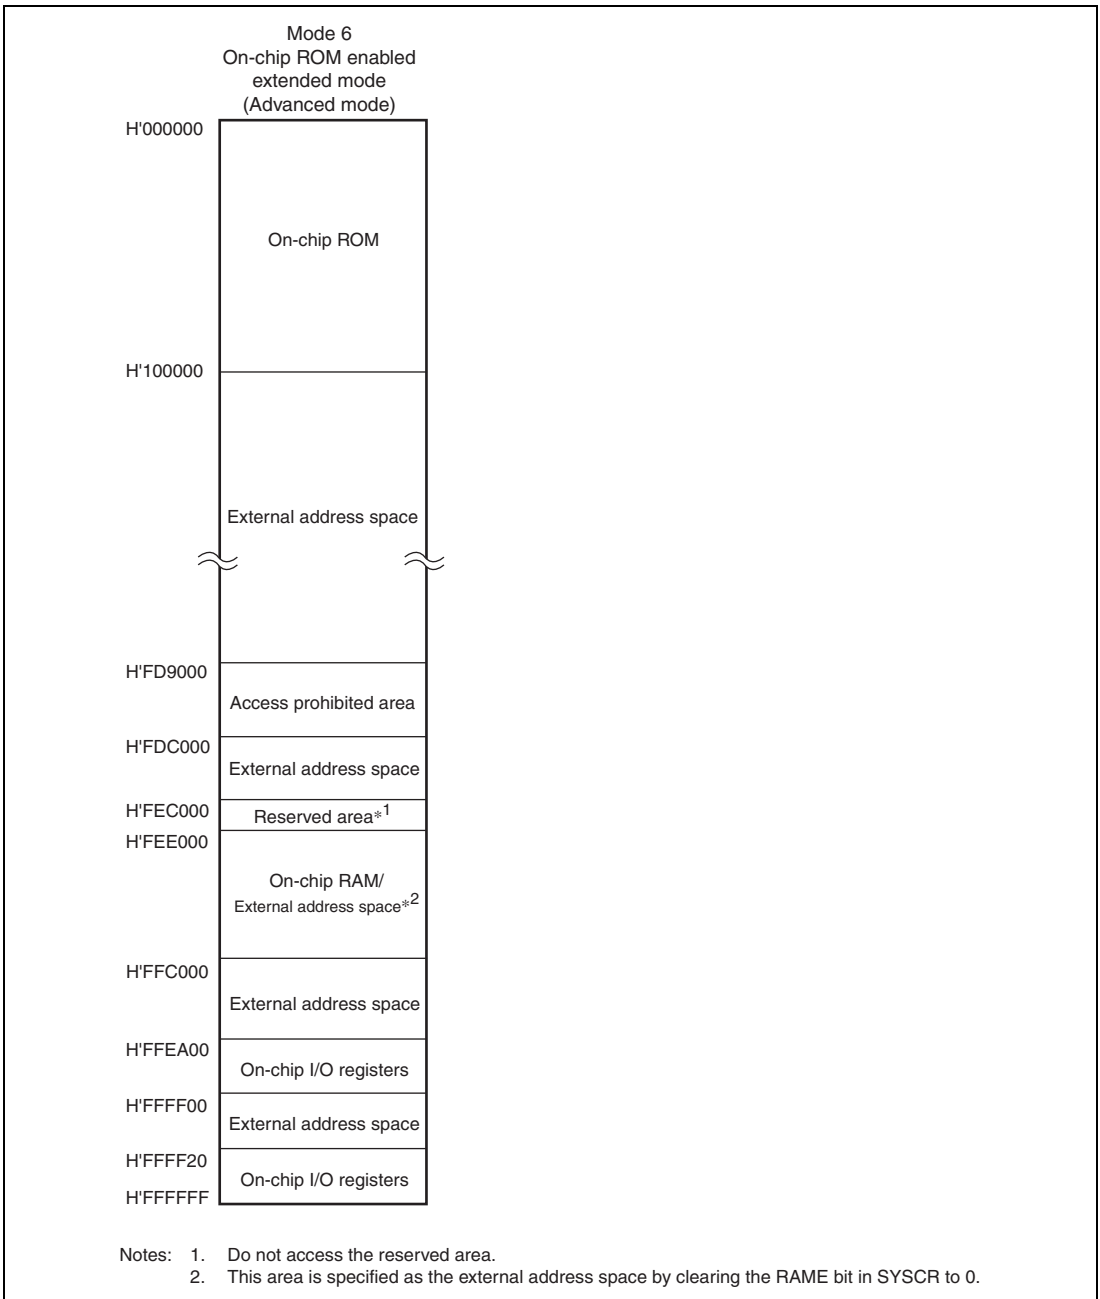 Mode 6
On-chip ROM enabled
extended mode
(Advanced mode)
H'000000
On-chip ROM
H'100000
External address space
H'FD9000
Access prohibited area
H'FDC000
External address space
H'FEC000
Reserved area*1
H'FEE000
On-chip RAM/
External address space*2
H'FFC000
External address space
H'FFEA00
On-chip I/O registers
H'FFFF00
External address space
H'FFFF20
On-chip I/O registers
H'FFFFFF
Notes: 1. Do not access the reserved area.
2. This area is specified as the external address space by clearing the RAME bit in SYSCR to 0.